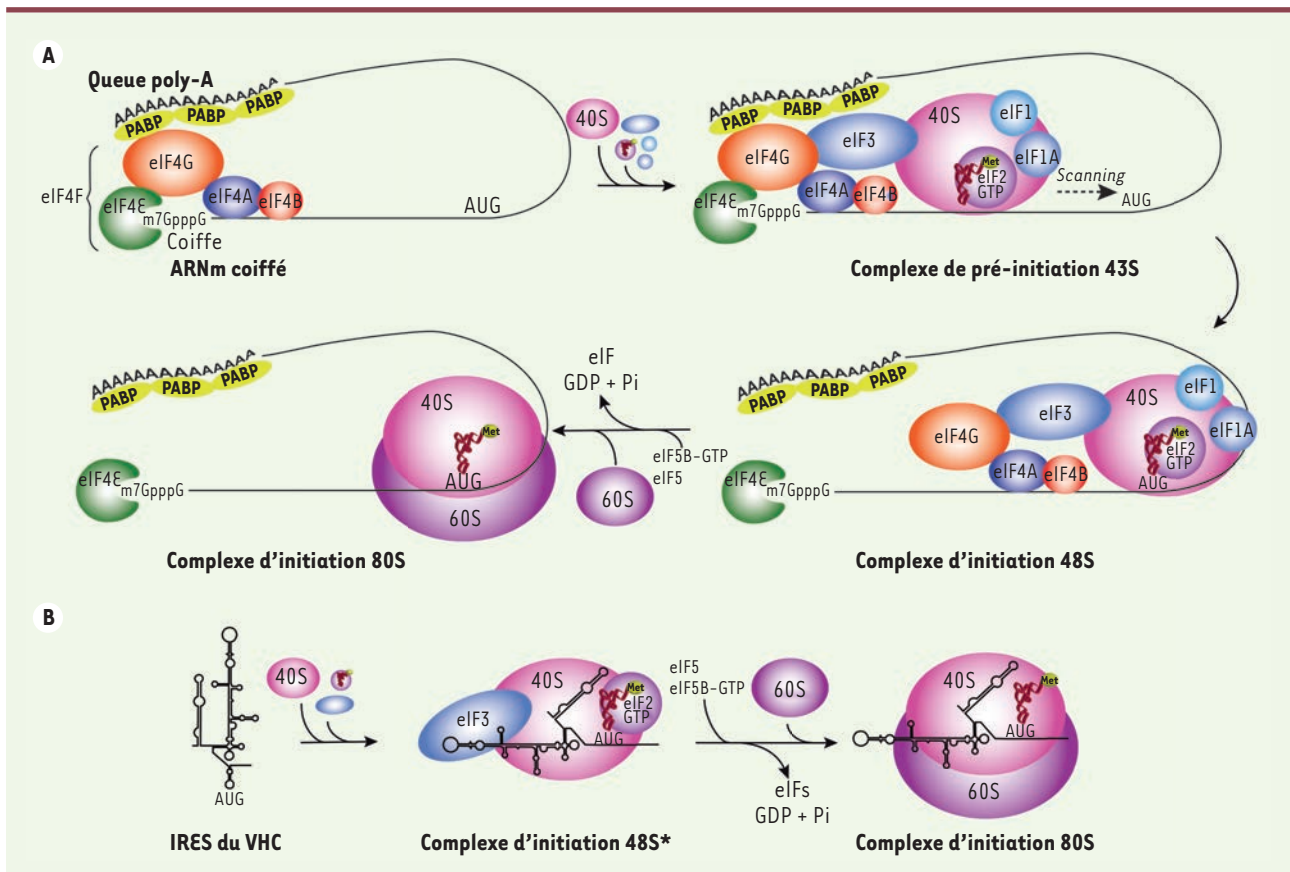 A
Queue poly-A
AAAAAAAAAAAA
PABP PABP PABP
eIF4G
eIF4F
eIF4E
eIF4A
eIF4B
m7GpppG
AUG
Coiffe
ARNm coiffé
40S
PABP PABP PABP
eIF4G
eIF3
40S
eIF1
eIF1A
Met
eIF2
GTP
Scanning
eIF4A
eIF4B
eIF4E
m7GpppG
AUG
Complexe de pré-initiation 43S
PABP PABP PABP
40S
Met
AUG
60S
eIF4E
m7GpppG
Complexe d'initiation 80S
eIF
GDP + Pi
eIF5B-GTP
eIF5
60S
PABP PABP PABP
eIF4G
eIF3
40S
eIF1
eIF1A
Met
eIF2
GTP
eIF4A
eIF4B
AUG
eIF4E
m7GpppG
Complexe d'initiation 48S
B
AUG
IRES du VHC
40S
eIF3
40S
Met
eIF2
GTP
AUG
Complexe d'initiation 48S*
eIF5
eIF5B-GTP
60S
eIFs
GDP + Pi
40S
Met
AUG
60S
Complexe d'initiation 80S